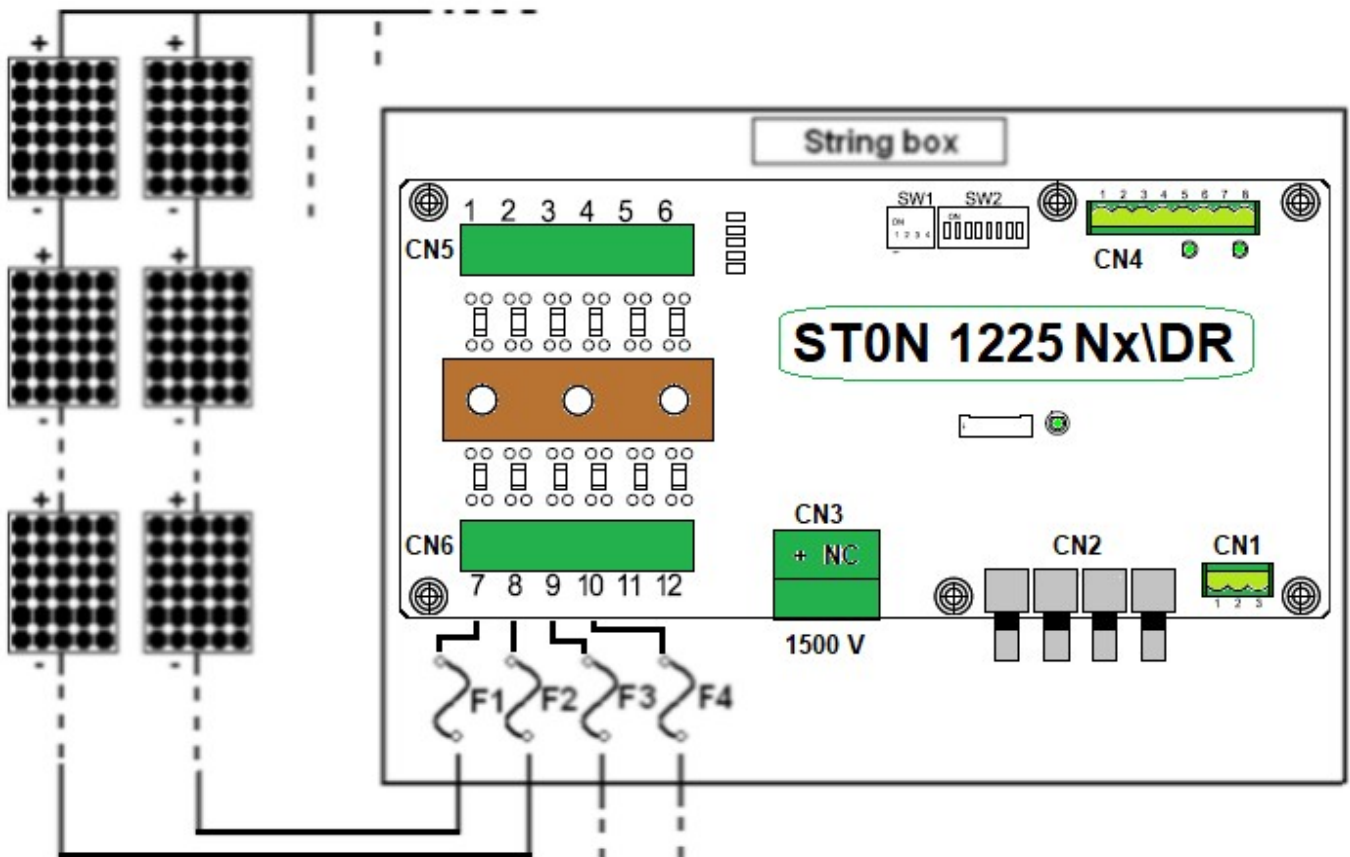 + +
- -
+ +
- -
+ +
- -
String box
SW1 SW2
ON ON
1 2 3 4
1 2 3 4 5 6 7 8
CN4
1 2 3 4 5 6
CN5
ST0N 1225 Nx\DR
CN6
7 8 9 10 11 12
CN3
+ NC
1500 V
CN2
CN1
1 2 3
F1 F2 F3 F4